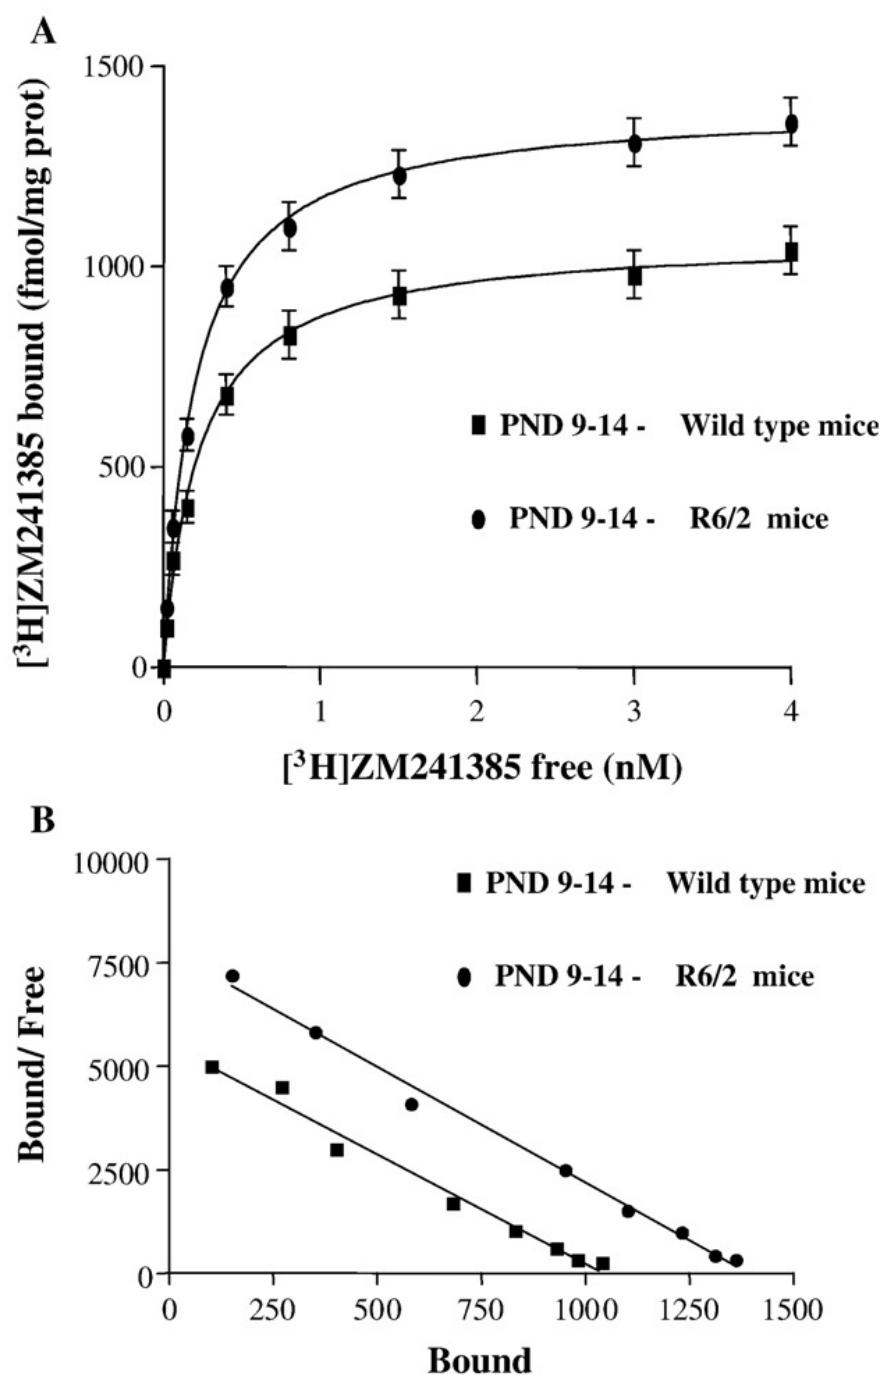 A
1500
1000
500
0
[³H]ZM241385 bound (fmol/mg prot)
PND 9-14 - Wild type mice
PND 9-14 - R6/2 mice
0 1 2 3 4
[³H]ZM241385 free (nM)
B
10000
7500
5000
2500
0
Bound/ Free
PND 9-14 - Wild type mice
PND 9-14 - R6/2 mice
0 250 500 750 1000 1250 1500
Bound